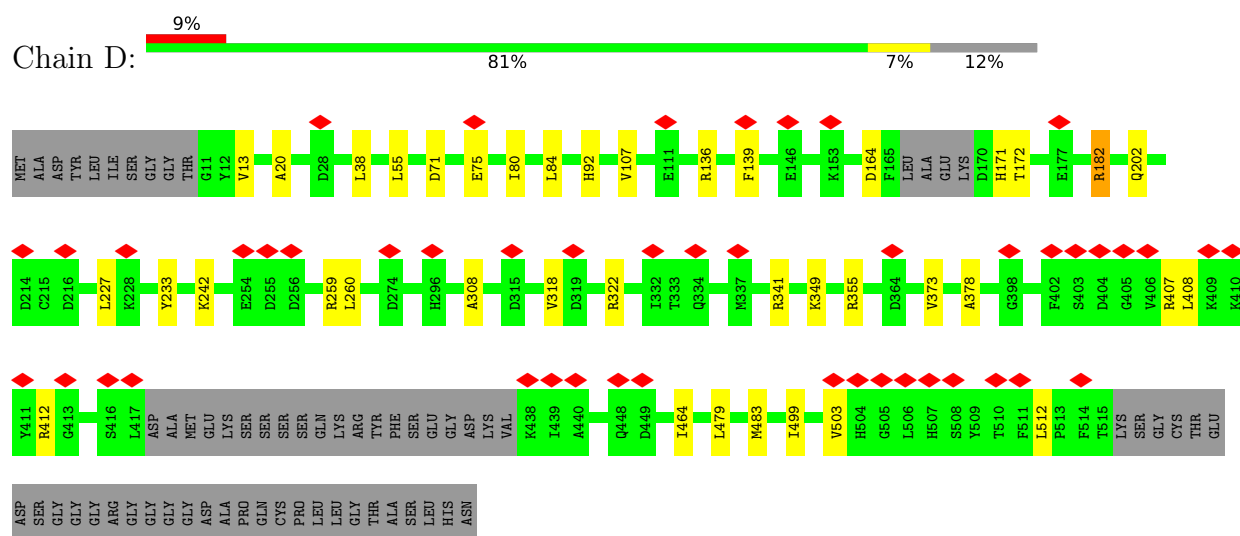 9%
Chain D:
81% 7% 12%
MET ALA ASP TYR LEU ILE SER GLY GLY THR G11 Y12 V13 A20 D28 L38 L55 D71 E75 I80 L84 H92 V107 E111 R136 F139 E146 K153 D164 F165 LEU ALA GLU LYS D170 H171 T172 E177 R182 Q202
D214 C215 D216 L227 K228 Y233 K242 E254 D255 D256 R259 L260 D274 H296 A308 D315 V318 D319 R322 I332 T333 Q334 M337 R341 K349 R355 D364 V373 A378 G398 F402 S403 D404 G405 V406 R407 L408 K409 K410
Y411 R412 G413 S416 L417 ASP ALA MET GLU LYS SER SER SER SER GLN LYS ARG TYR PHE SER GLU GLY ASP LYS VAL K438 I439 A440 Q448 D449 I464 L479 M483 I499 V503 H504 G505 L506 H507 S508 Y509 T510 F511 L512 P513 F514 T515 LYS SER GLY CYS THR GLU
ASP SER GLY GLY GLY ARG GLY GLY GLY GLY ASP ALA PRO GLN CYS PRO LEU LEU GLY THR ALA SER LEU HIS ASN